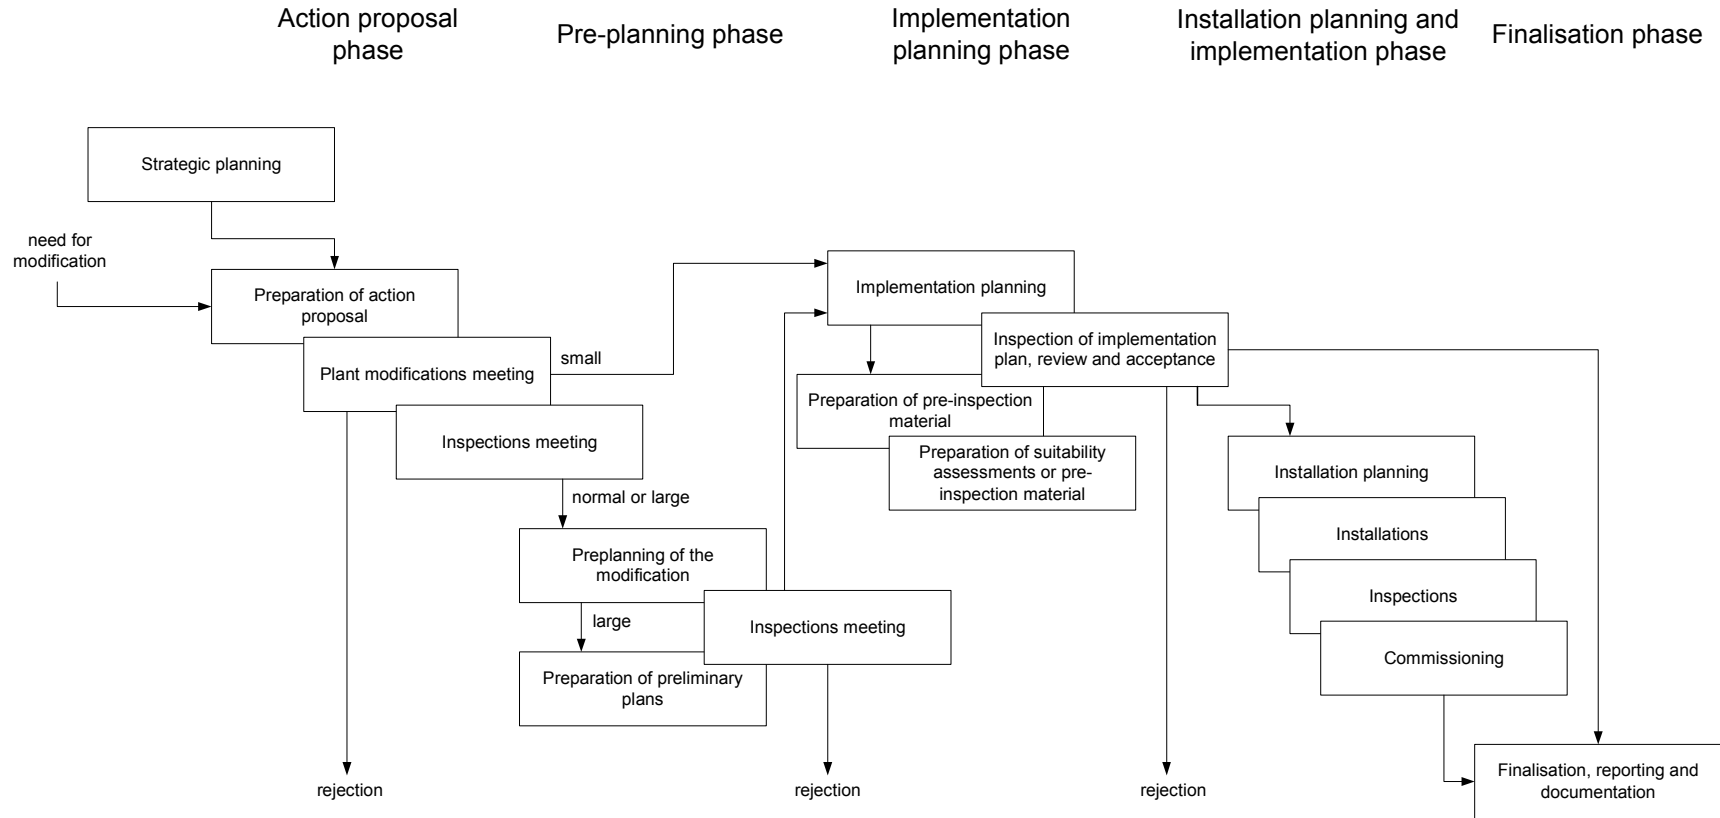 Action proposal
phase
Pre-planning phase
Implementation
planning phase
Installation planning and
implementation phase
Finalisation phase
Strategic planning
need for
modification
Preparation of action
proposal
Plant modifications meeting
small
Inspections meeting
normal or large
Preplanning of the
modification
large
Preparation of preliminary
plans
Inspections meeting
Implementation planning
Inspection of implementation
plan, review and acceptance
Preparation of pre-inspection
material
Preparation of suitability
assessments or pre-
inspection material
Installation planning
Installations
Inspections
Commissioning
Finalisation, reporting and
documentation
rejection
rejection
rejection